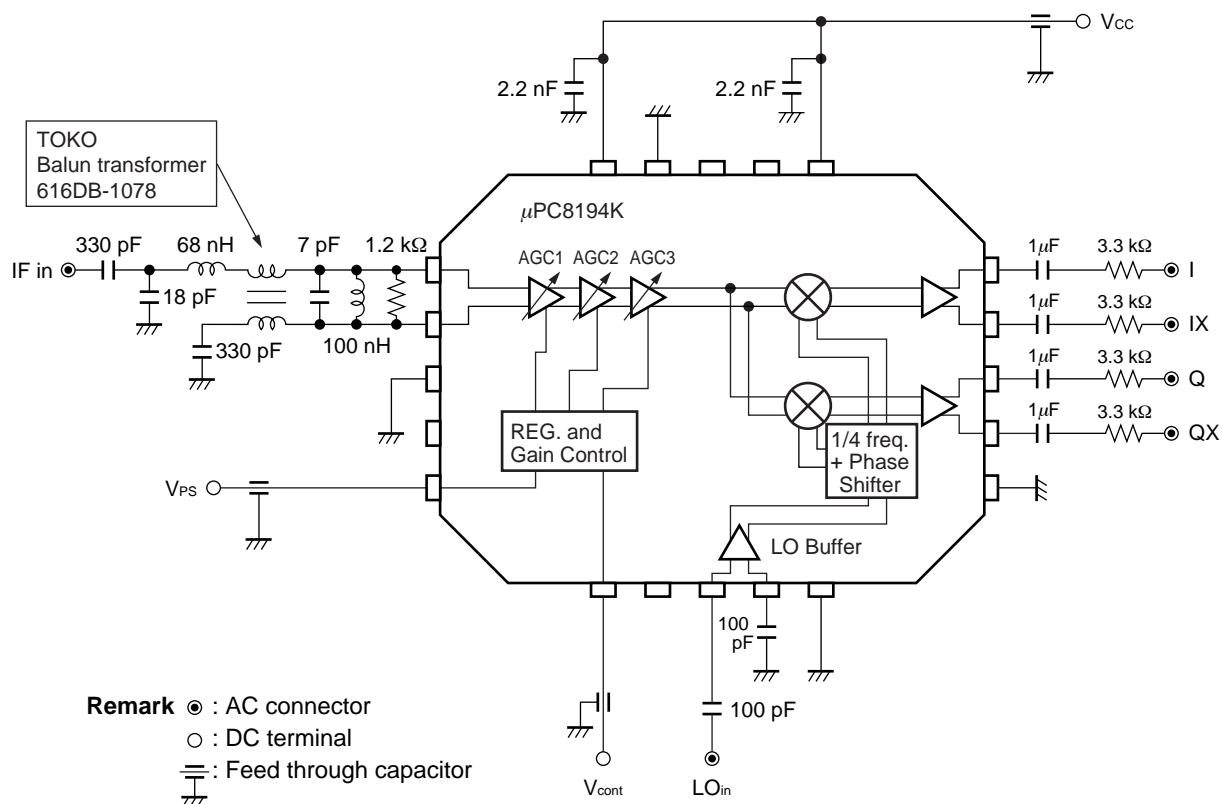 VCC
2.2 nF
2.2 nF
TOKO
Balun transformer
616DB-1078
µPC8194K
330 pF
68 nH
7 pF
1.2 kΩ
IF in
18 pF
330 pF
100 nH
AGC1
AGC2
AGC3
1µF
3.3 kΩ
I
1µF
3.3 kΩ
IX
1µF
3.3 kΩ
Q
1µF
3.3 kΩ
QX
REG. and
Gain Control
1/4 freq.
+ Phase
Shifter
VPS
LO Buffer
100
pF
100 pF
Vcont
LOin
Remark : AC connector
: DC terminal
: Feed through capacitor